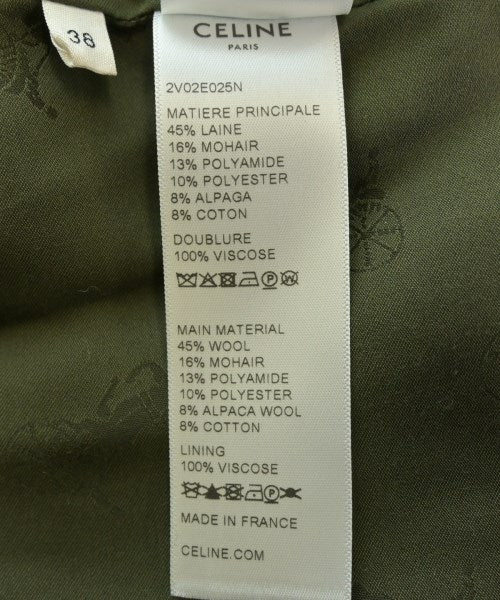 38
CELINE
PARIS
2V02E025N
MATIERE PRINCIPALE
45% LAINE
16% MOHAIR
13% POLYAMIDE
10% POLYESTER
8% ALPAGA
8% COTON
DOUBLURE
100% VISCOSE
MAIN MATERIAL
45% WOOL
16% MOHAIR
13% POLYAMIDE
10% POLYESTER
8% ALPACA WOOL
8% COTTON
LINING
100% VISCOSE
MADE IN FRANCE
CELINE.COM